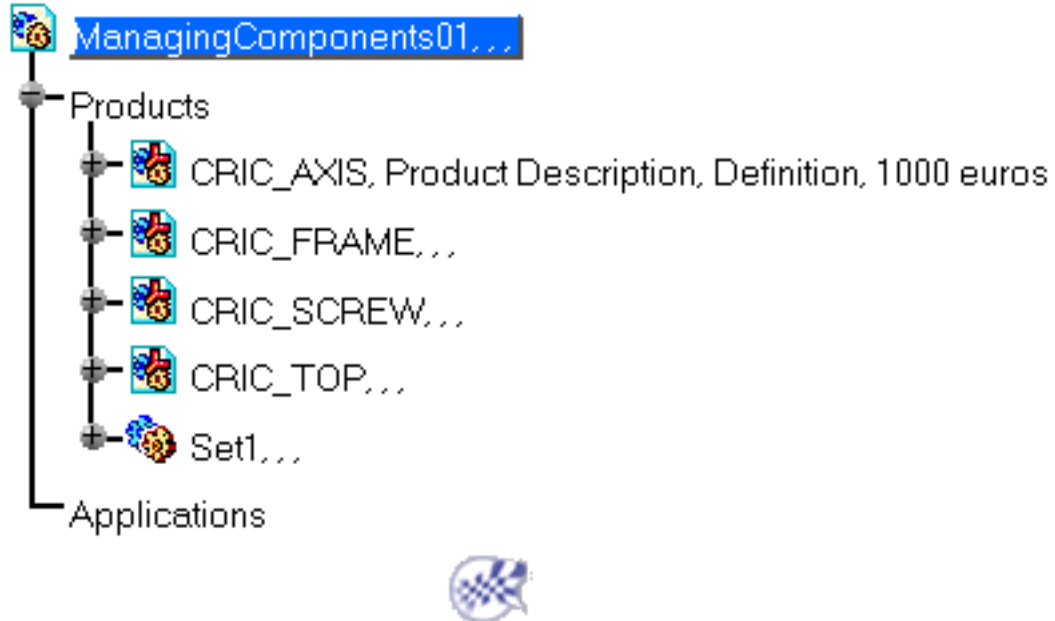 ManagingComponents01,,,
Products
CRIC_AXIS, Product Description, Definition, 1000 euros
CRIC_FRAME,,,
CRIC_SCREW,,,
CRIC_TOP,,,
Set1,,,
Applications